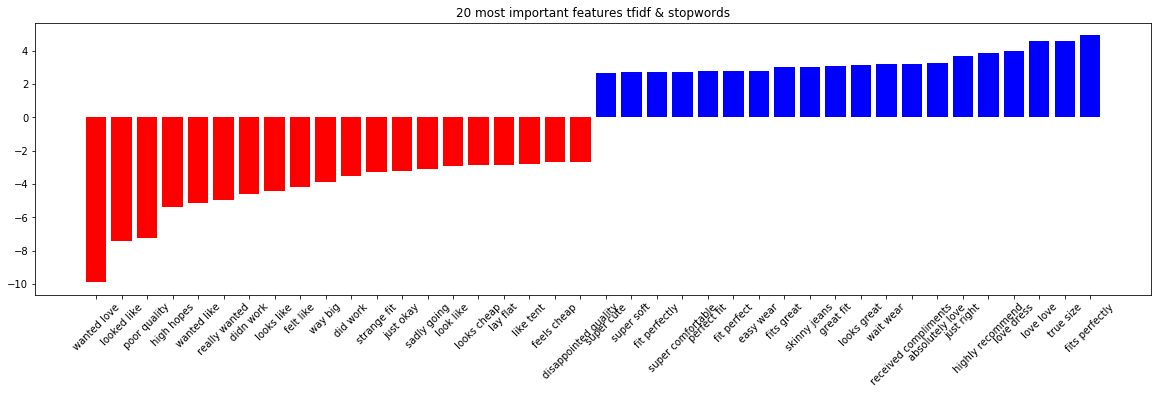 20 most important features tfidf & stopwords
4
2
0
−2
−4
−6
−8
−10
wanted love
looked like
poor quality
high hopes
wanted like
really wanted
didn work
looks like
felt like
way big
did work
strange fit
just okay
sadly going
look like
looks cheap
lay flat
like tent
feels cheap
disappointed quality
super cute
super soft
fit perfectly
super comfortable
perfect fit
fit perfect
easy wear
fits great
skinny jeans
great fit
looks great
wait wear
received compliments
absolutely love
just right
highly recommend
love dress
love love
true size
fits perfectly